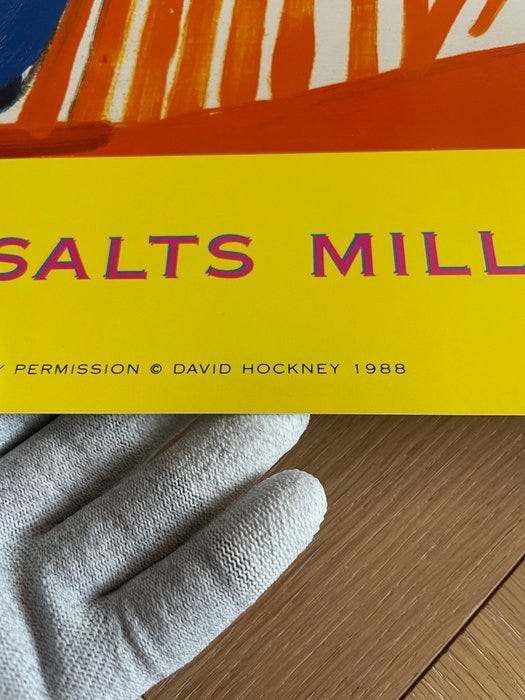 SALTS MILL
PERMISSION © DAVID HOCKNEY 1988